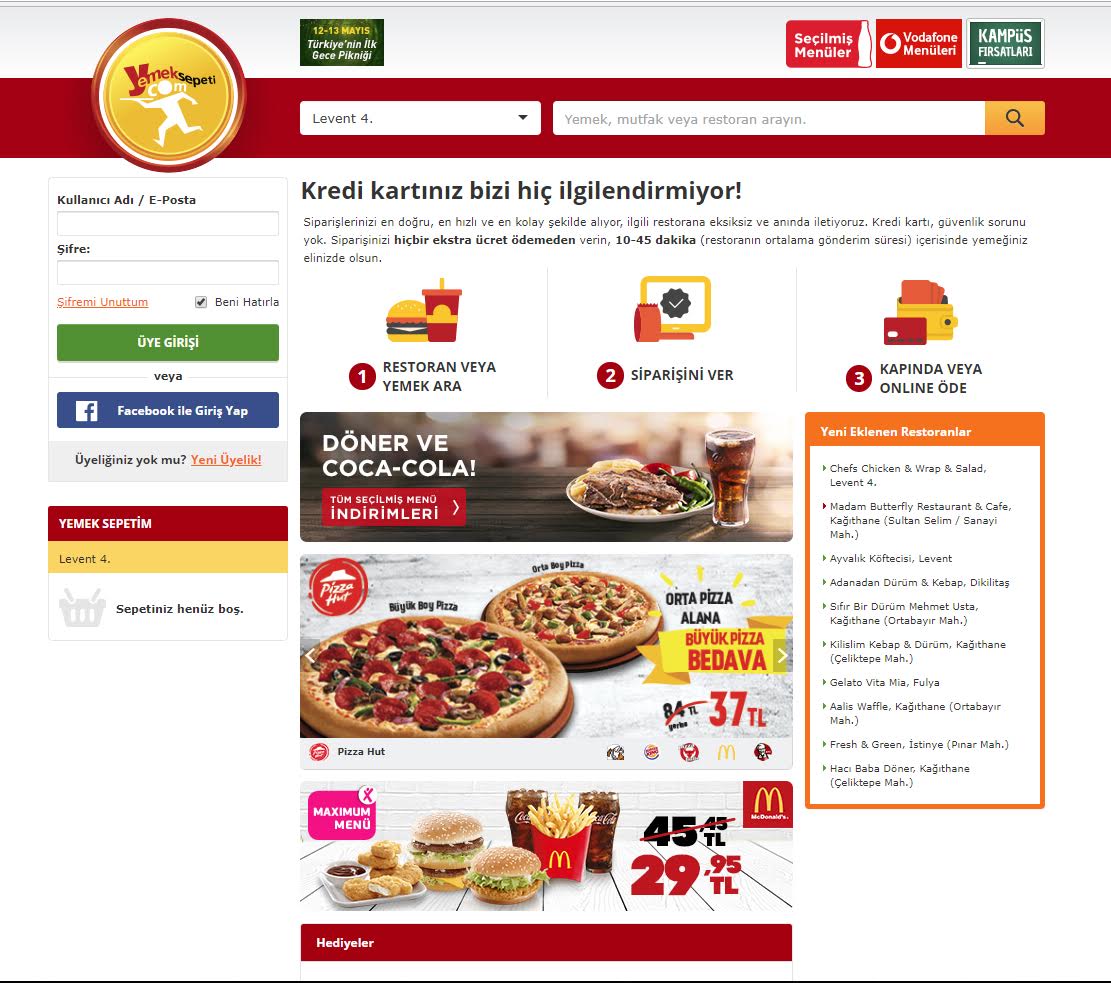 12-13 MAYIS
Türkiye'nin İlk
Gece Pikniği
Seçilmiş
Menüler
Vodafone
Menüleri
KAMPüS
FIRSATLARI
Yemeksepeti
com
Levent 4.
Yemek, mutfak veya restoran arayın.
Kullanıcı Adı / E-Posta
Şifre:
Şifremi Unuttum
Beni Hatırla
ÜYE GİRİŞİ
veya
Facebook ile Giriş Yap
Üyeliğiniz yok mu? Yeni Üyelik!
YEMEK SEPETİM
Levent 4.
Sepetiniz henüz boş.
Kredi kartınız bizi hiç ilgilendirmiyor!
Siparişlerinizi en doğru, en hızlı ve en kolay şekilde alıyor, ilgili restorana eksiksiz ve anında iletiyoruz. Kredi kartı, güvenlik sorunu
yok. Siparişinizi hiçbir ekstra ücret ödemeden verin, 10-45 dakika (restoranın ortalama gönderim süresi) içerisinde yemeğiniz
elinizde olsun.
1 RESTORAN VEYA
YEMEK ARA
2 SİPARİŞİNİ VER
3 KAPINDA VEYA
ONLINE ÖDE
DÖNER VE
COCA-COLA!
TÜM SEÇİLMİŞ MENÜ
İNDİRİMLERİ
Pizza
Hut
Büyük Boy Pizza
Orta Boy Pizza
ORTA PİZZA
ALANA
BÜYÜK PİZZA
BEDAVA
84 TL
yerine
37 TL
Pizza Hut
MAXIMUM
MENÜ
Coca-Cola
McDonald's.
45,45
TL
29,95
TL
Hediyeler
Yeni Eklenen Restoranlar
Chefs Chicken & Wrap & Salad,
Levent 4.
Madam Butterfly Restaurant & Cafe,
Kağıthane (Sultan Selim / Sanayi
Mah.)
Ayvalık Köftecisi, Levent
Adanadan Dürüm & Kebap, Dikilitaş
Sıfır Bir Dürüm Mehmet Usta,
Kağıthane (Ortabayır Mah.)
Kilislim Kebap & Dürüm, Kağıthane
(Çeliktepe Mah.)
Gelato Vita Mia, Fulya
Aalis Waffle, Kağıthane (Ortabayır
Mah.)
Fresh & Green, İstinye (Pınar Mah.)
Hacı Baba Döner, Kağıthane
(Çeliktepe Mah.)